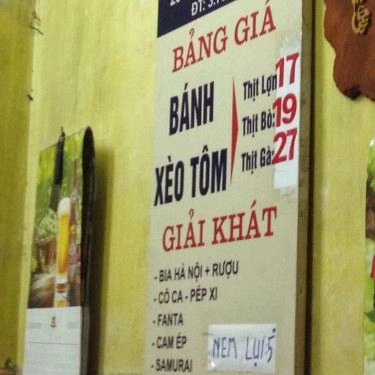 BẢNG GIÁ
BÁNH
XÈO TÔM
Thịt Lợn: 17
Thịt Bò: 19
Thịt Gà: 27
GIẢI KHÁT
- BIA HÀ NỘI + RƯỢU
- CÔ CA - PÉP XI
- FANTA
- CAM ÉP
- SAMURAI
NEM LỤI: 5